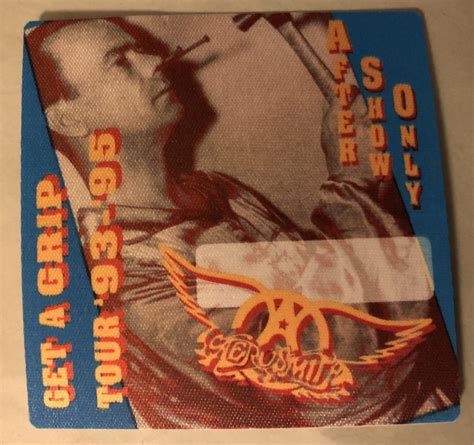 AFTER
SHOW
ONLY
GET A GRIP
TOUR '93-'95
AEROSMITH